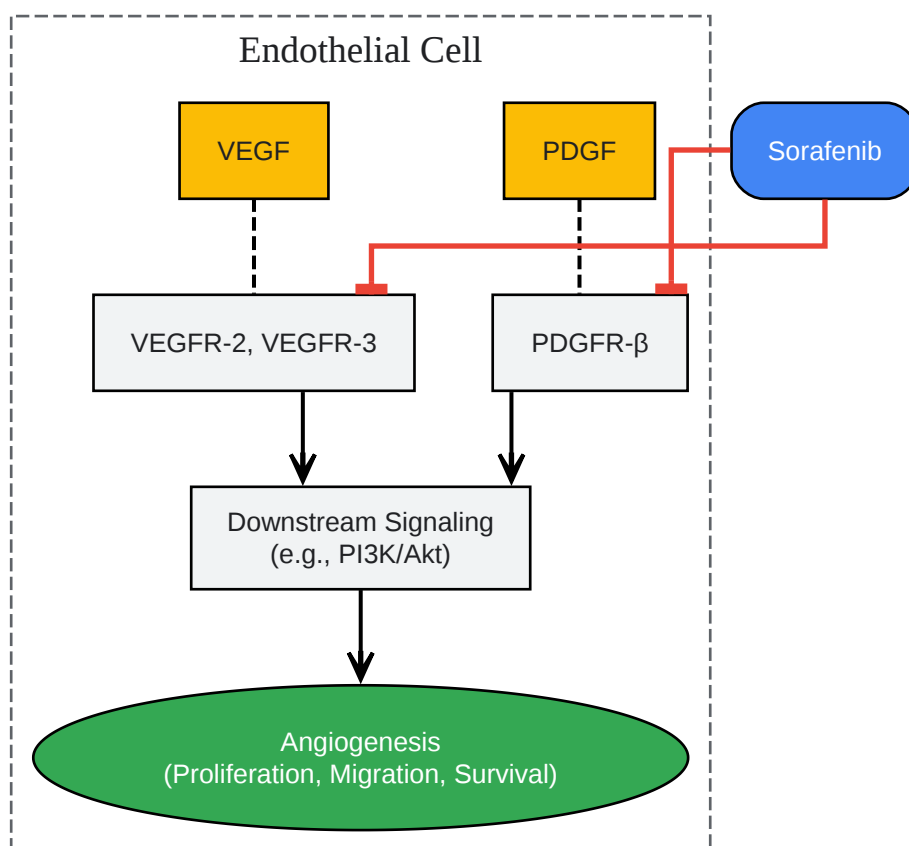 Endothelial Cell
VEGF
PDGF
Sorafenib
VEGFR-2, VEGFR-3
PDGFR-β
Downstream Signaling
(e.g., PI3K/Akt)
Angiogenesis
(Proliferation, Migration, Survival)